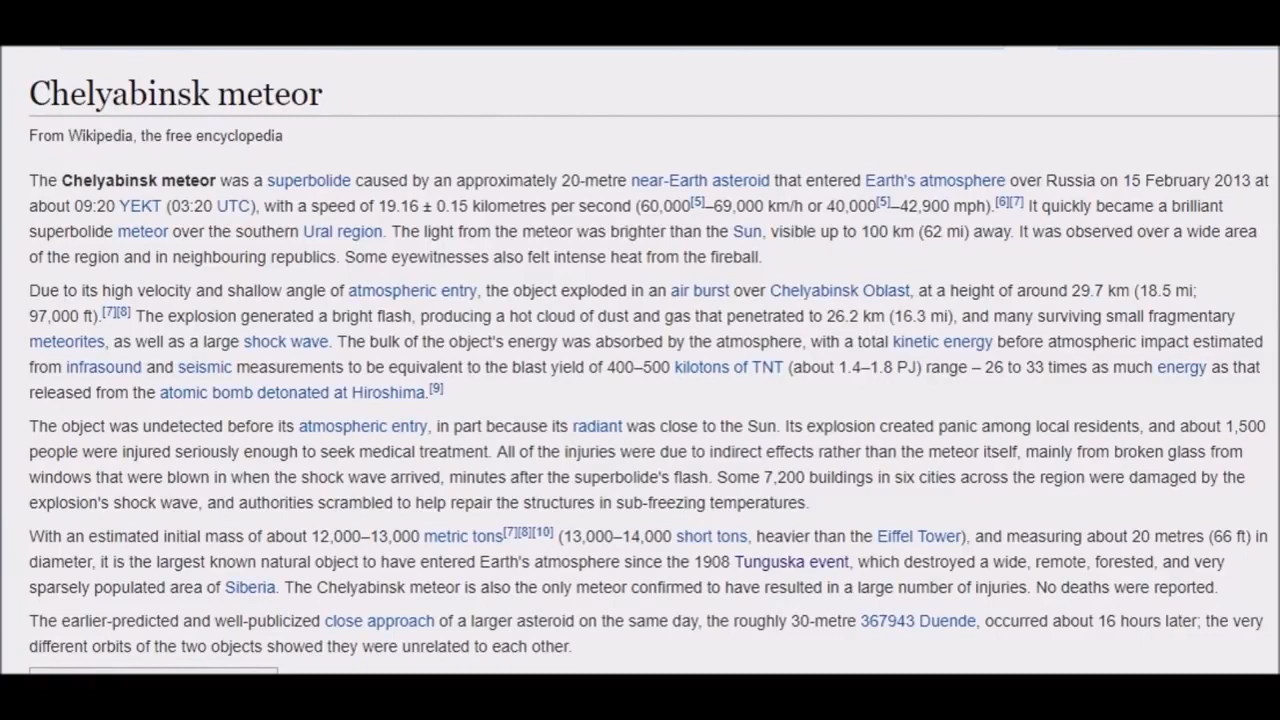 Chelyabinsk meteor
From Wikipedia, the free encyclopedia
The Chelyabinsk meteor was a superbolide caused by an approximately 20-metre near-Earth asteroid that entered Earth's atmosphere over Russia on 15 February 2013 at
about 09:20 YEKT (03:20 UTC), with a speed of 19.16 ± 0.15 kilometres per second (60,000[5]–69,000 km/h or 40,000[5]–42,900 mph).[6][7] It quickly became a brilliant
superbolide meteor over the southern Ural region. The light from the meteor was brighter than the Sun, visible up to 100 km (62 mi) away. It was observed over a wide area
of the region and in neighbouring republics. Some eyewitnesses also felt intense heat from the fireball.
Due to its high velocity and shallow angle of atmospheric entry, the object exploded in an air burst over Chelyabinsk Oblast, at a height of around 29.7 km (18.5 mi;
97,000 ft).[7][8] The explosion generated a bright flash, producing a hot cloud of dust and gas that penetrated to 26.2 km (16.3 mi), and many surviving small fragmentary
meteorites, as well as a large shock wave. The bulk of the object's energy was absorbed by the atmosphere, with a total kinetic energy before atmospheric impact estimated
from infrasound and seismic measurements to be equivalent to the blast yield of 400–500 kilotons of TNT (about 1.4–1.8 PJ) range – 26 to 33 times as much energy as that
released from the atomic bomb detonated at Hiroshima.[9]
The object was undetected before its atmospheric entry, in part because its radiant was close to the Sun. Its explosion created panic among local residents, and about 1,500
people were injured seriously enough to seek medical treatment. All of the injuries were due to indirect effects rather than the meteor itself, mainly from broken glass from
windows that were blown in when the shock wave arrived, minutes after the superbolide's flash. Some 7,200 buildings in six cities across the region were damaged by the
explosion's shock wave, and authorities scrambled to help repair the structures in sub-freezing temperatures.
With an estimated initial mass of about 12,000–13,000 metric tons[7][8][10] (13,000–14,000 short tons, heavier than the Eiffel Tower), and measuring about 20 metres (66 ft) in
diameter, it is the largest known natural object to have entered Earth's atmosphere since the 1908 Tunguska event, which destroyed a wide, remote, forested, and very
sparsely populated area of Siberia. The Chelyabinsk meteor is also the only meteor confirmed to have resulted in a large number of injuries. No deaths were reported.
The earlier-predicted and well-publicized close approach of a larger asteroid on the same day, the roughly 30-metre 367943 Duende, occurred about 16 hours later; the very
different orbits of the two objects showed they were unrelated to each other.